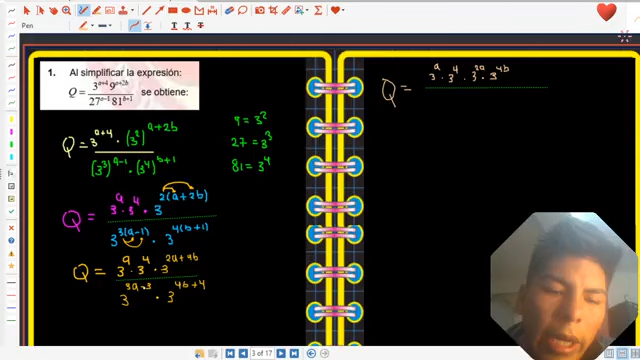 Pen
1. Al simplificar la expresión:
Q = 3^{a+4} 9^{a+2b} / 27^{a-1} 81^{b+1} se obtiene:
Q = 3^{a+4} · (3^2)^{a+2b} / (3^3)^{a-1} · (3^4)^{b+1}
9 = 3^2
27 = 3^3
81 = 3^4
Q = 3^a · 3^4 · 3^{2(a+2b)} / 3^{3(a-1)} · 3^{4(b+1)}
Q = 3^a · 3^4 · 3^{2a+4b} / 3^{3a-3} · 3^{4b+4}
Q = 3^a · 3^4 · 3^{2a} · 3^{4b}
3 of 17